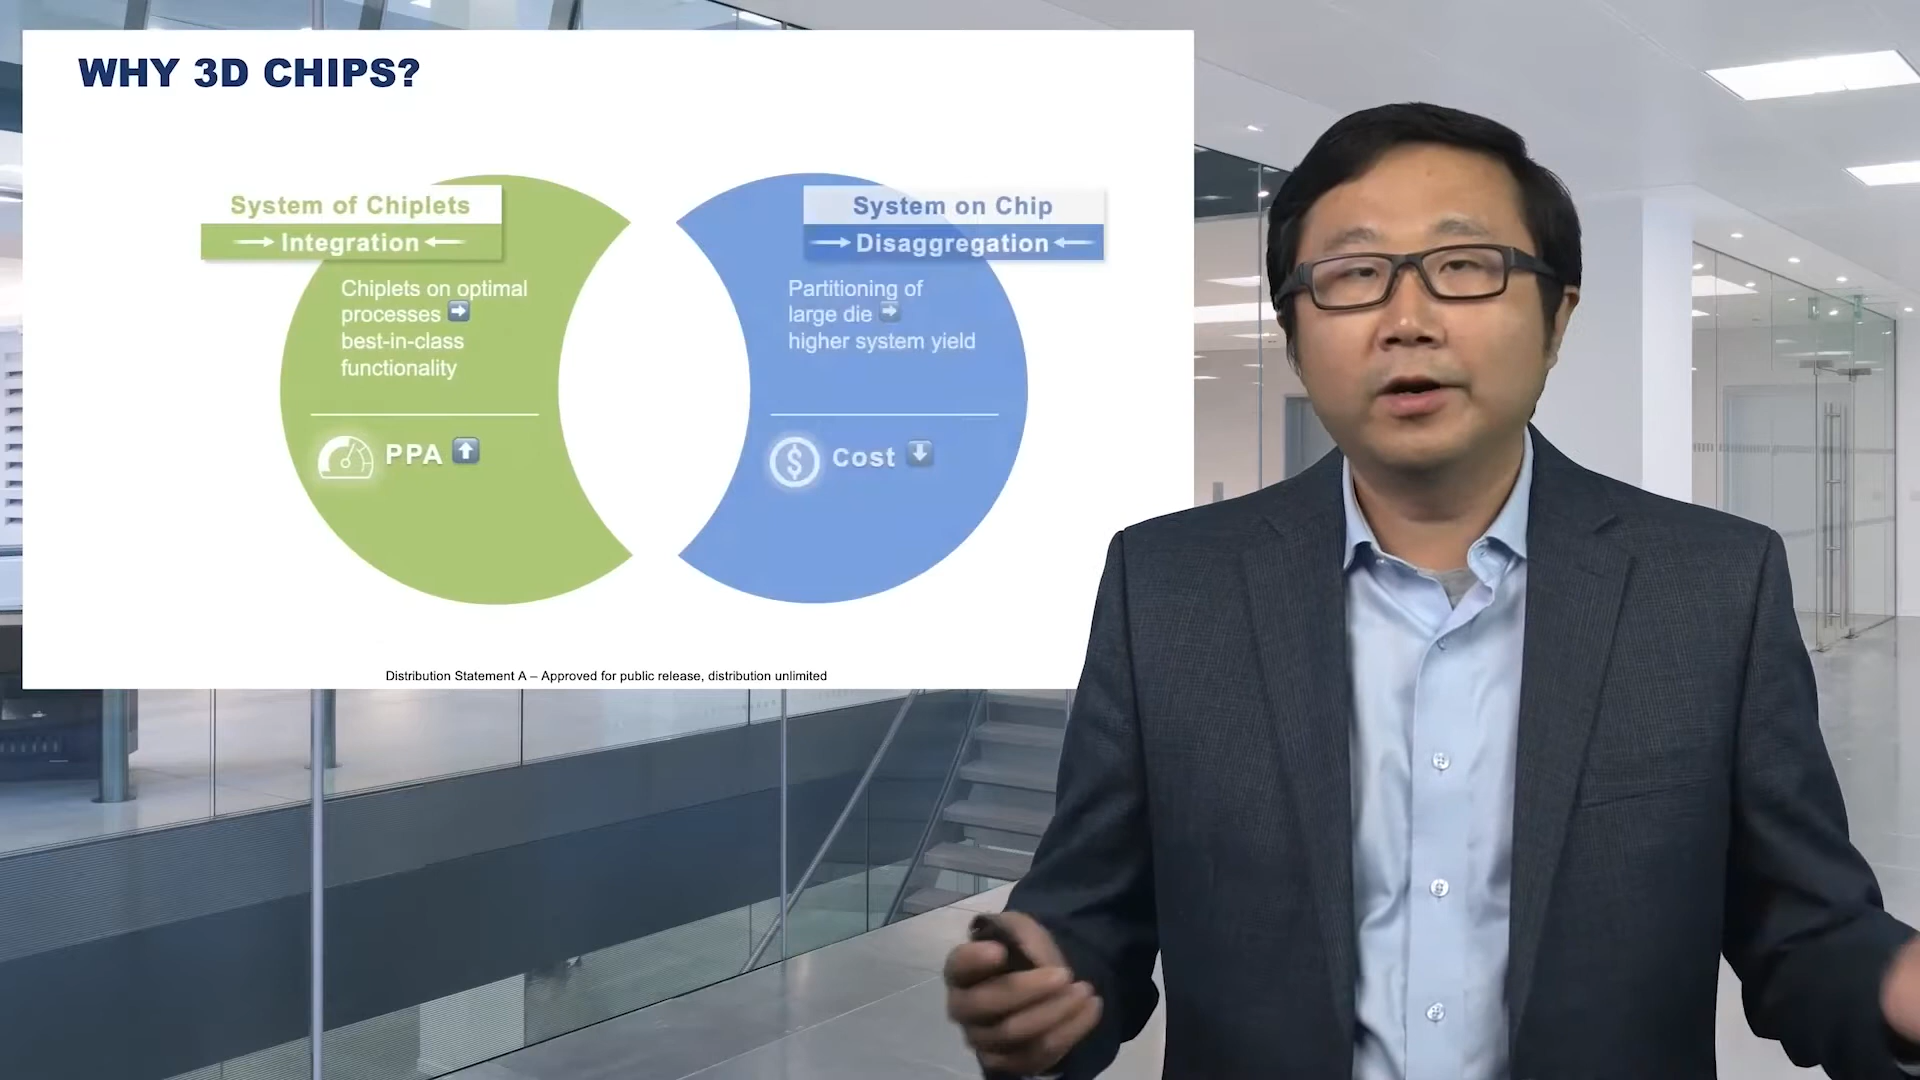 WHY 3D CHIPS?
System of Chiplets
Integration
Chiplets on optimal
processes
best-in-class
functionality
PPA
System on Chip
Disaggregation
Partitioning of
large die
higher system yield
Cost
Distribution Statement A – Approved for public release, distribution unlimited